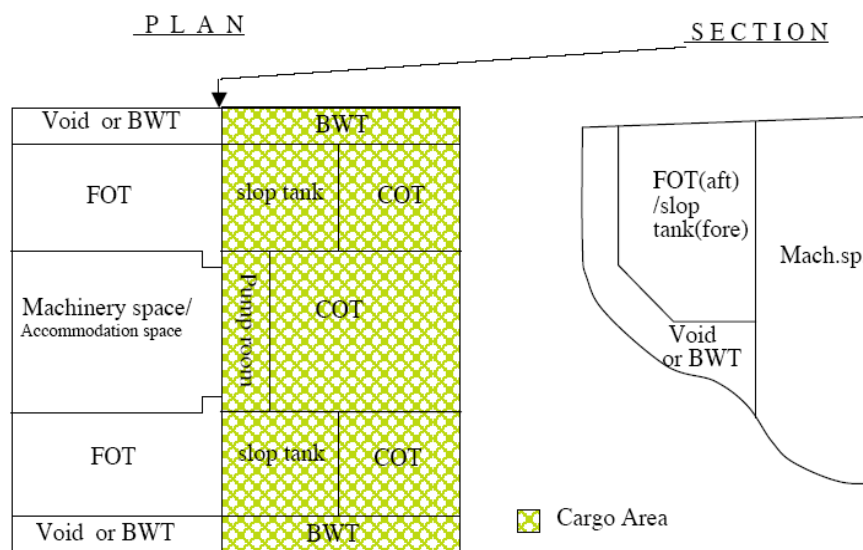 PLAN
SECTION
Void or BWT
BWT
FOT
slop tank
COT
FOT(aft)
/slop
tank(fore)
Mach.sp
Machinery space/
Accommodation space
Pump room
COT
Void
or BWT
FOT
slop tank
COT
Void or BWT
BWT
Cargo Area